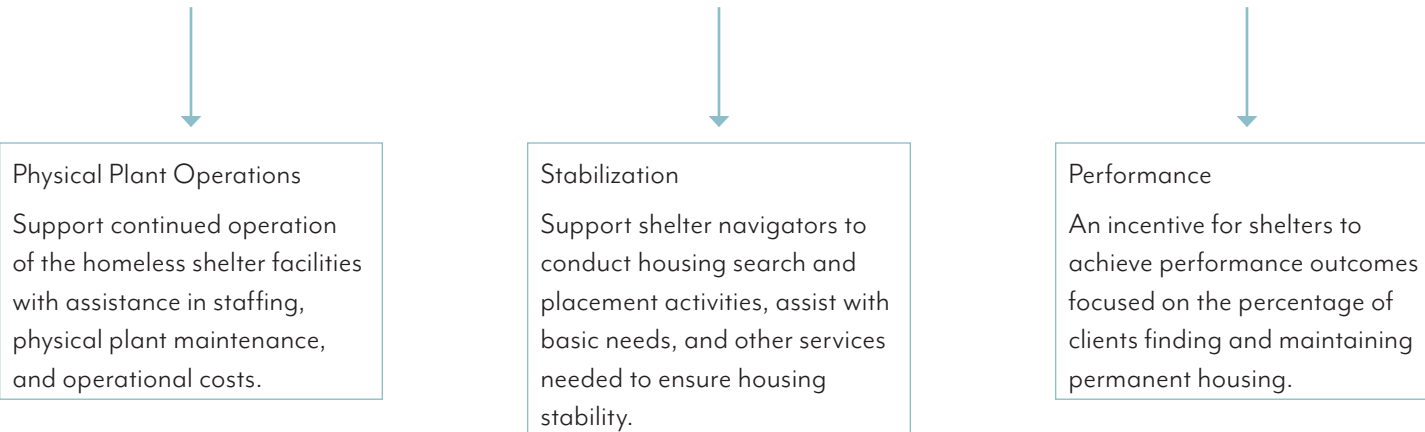 Physical Plant Operations
Support continued operation
of the homeless shelter facilities
with assistance in staffing,
physical plant maintenance,
and operational costs.
Stabilization
Support shelter navigators to
conduct housing search and
placement activities, assist with
basic needs, and other services
needed to ensure housing
stability.
Performance
An incentive for shelters to
achieve performance outcomes
focused on the percentage of
clients finding and maintaining
permanent housing.